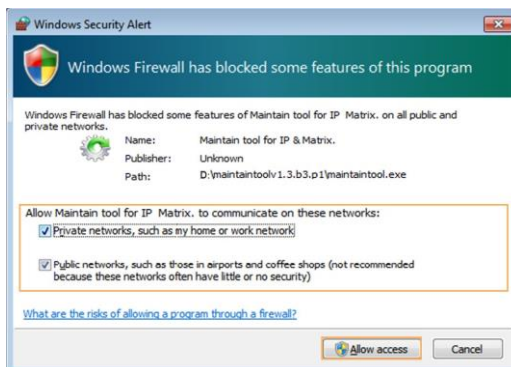 Windows Security Alert
Windows Firewall has blocked some features of this program
Windows Firewall has blocked some features of Maintain tool for IP Matrix. on all public and
private networks.
Name: Maintain tool for IP & Matrix.
Publisher: Unknown
Path: D:\maintaintoolv1.3.b3.p1\maintaintool.exe
Allow Maintain tool for IP Matrix. to communicate on these networks:
Private networks, such as my home or work network
Public networks, such as those in airports and coffee shops (not recommended
because these networks often have little or no security)
What are the risks of allowing a program through a firewall?
Allow access Cancel